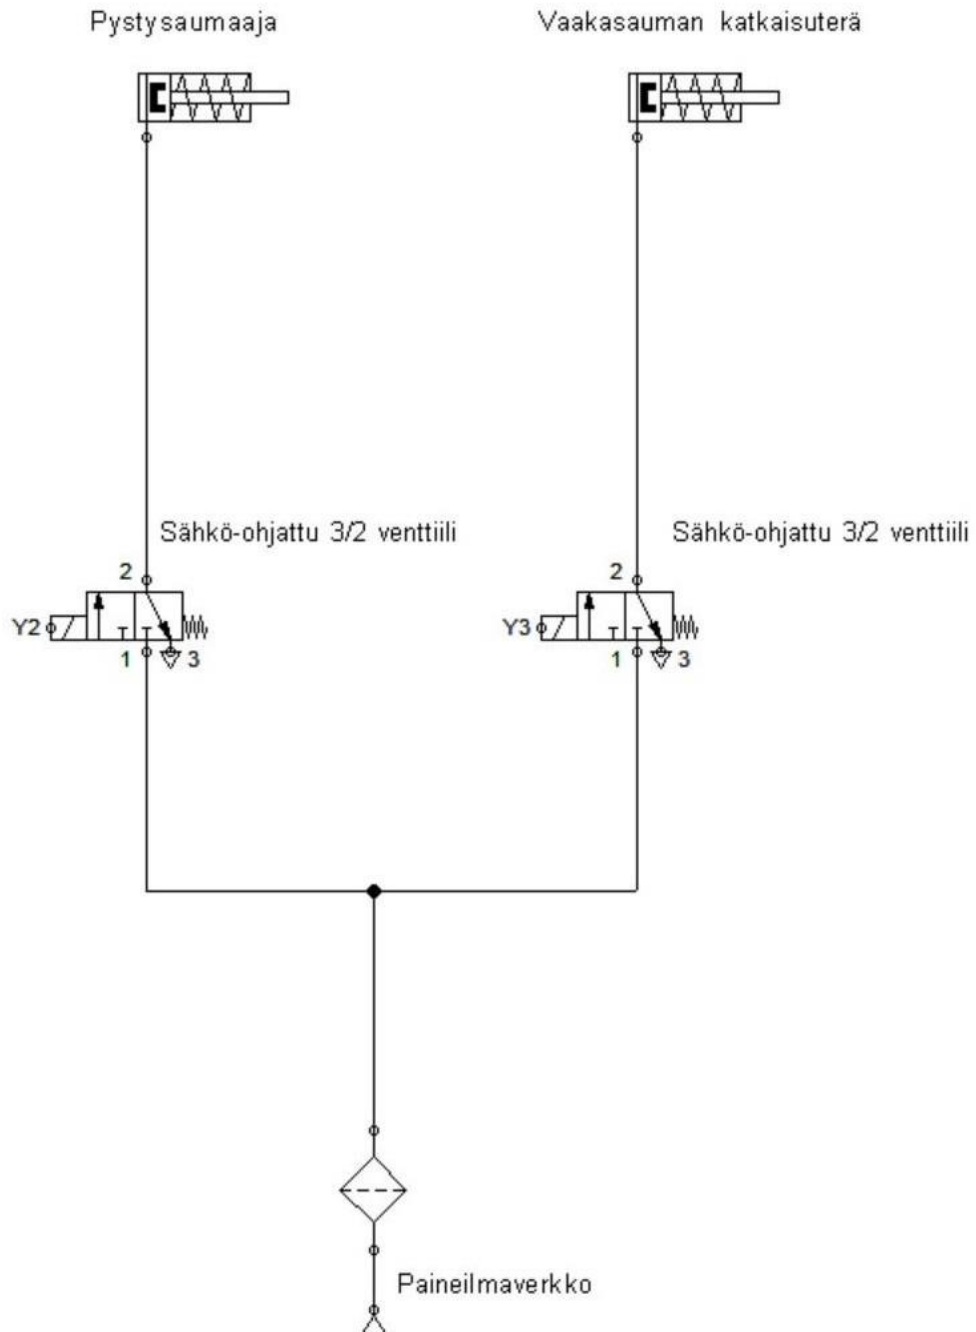 Pystysaumaaja
Vaakasauman katkaisuterä
Sähkö-ohjattu 3/2 venttiili
Sähkö-ohjattu 3/2 venttiili
2
2
Y2
Y3
1
3
1
3
Paineilmaverkko